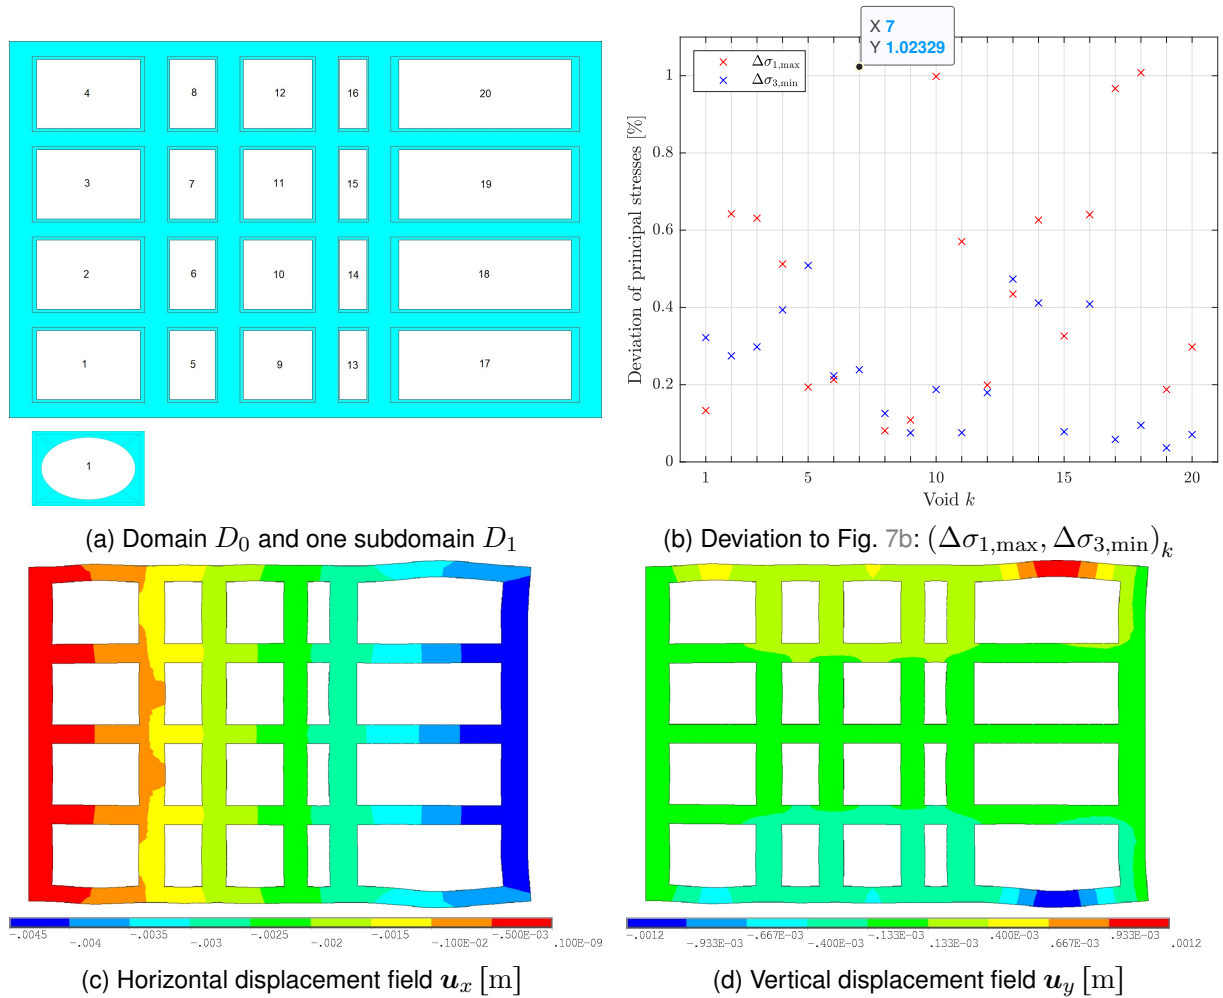 4 8 12 16 20
3 7 11 15 19
2 6 10 14 18
1 5 9 13 17
1
(a) Domain D₀ and one subdomain D₁
X 7
Y 1.02329
Δσ₁,max
Δσ₃,min
Deviation of principal stresses [%]
1
0.8
0.6
0.4
0.2
0
1 5 10 15 20
Void k
(b) Deviation to Fig. 7b: (Δσ₁,max, Δσ₃,min)ₖ
-.0045 -.004 -.0035 -.003 -.0025 -.002 -.0015 -.100E-02 -.500E-03 .100E-09
(c) Horizontal displacement field uₓ [m]
-.0012 -.933E-03 -.667E-03 -.400E-03 -.133E-03 .133E-03 .400E-03 .667E-03 .933E-03 .0012
(d) Vertical displacement field u_y [m]